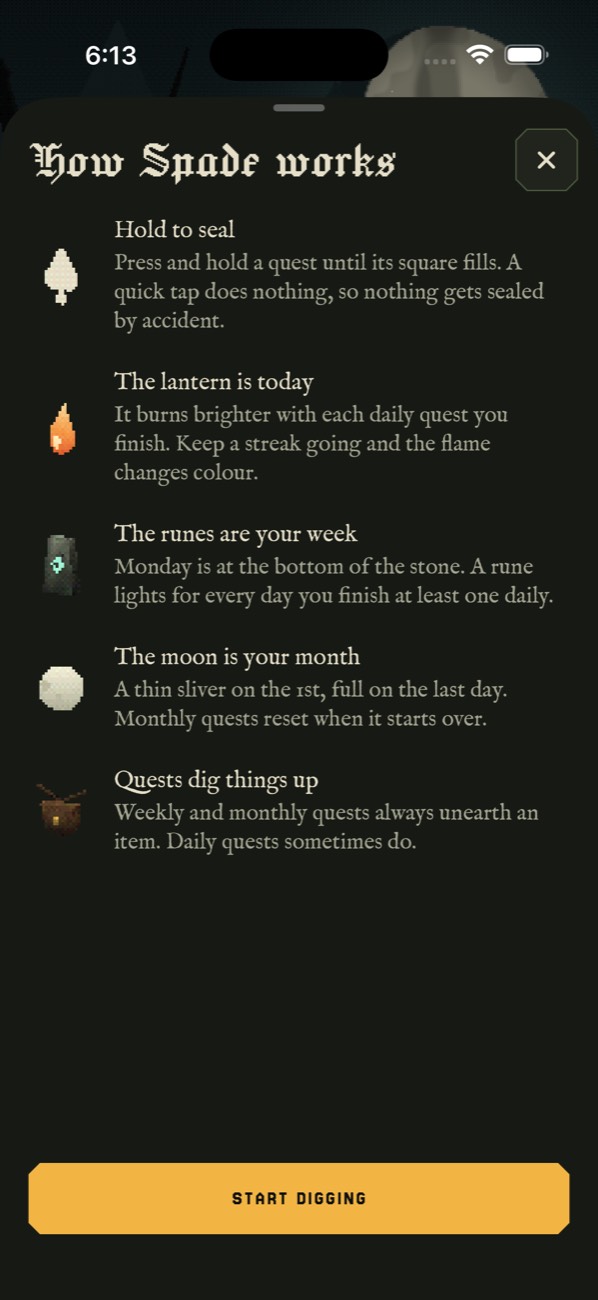 6:13
How Spade works
Hold to seal
Press and hold a quest until its square fills. A
quick tap does nothing, so nothing gets sealed
by accident.
The lantern is today
It burns brighter with each daily quest you
finish. Keep a streak going and the flame
changes colour.
The runes are your week
Monday is at the bottom of the stone. A rune
lights for every day you finish at least one daily.
The moon is your month
A thin sliver on the 1st, full on the last day.
Monthly quests reset when it starts over.
Quests dig things up
Weekly and monthly quests always unearth an
item. Daily quests sometimes do.
START DIGGING